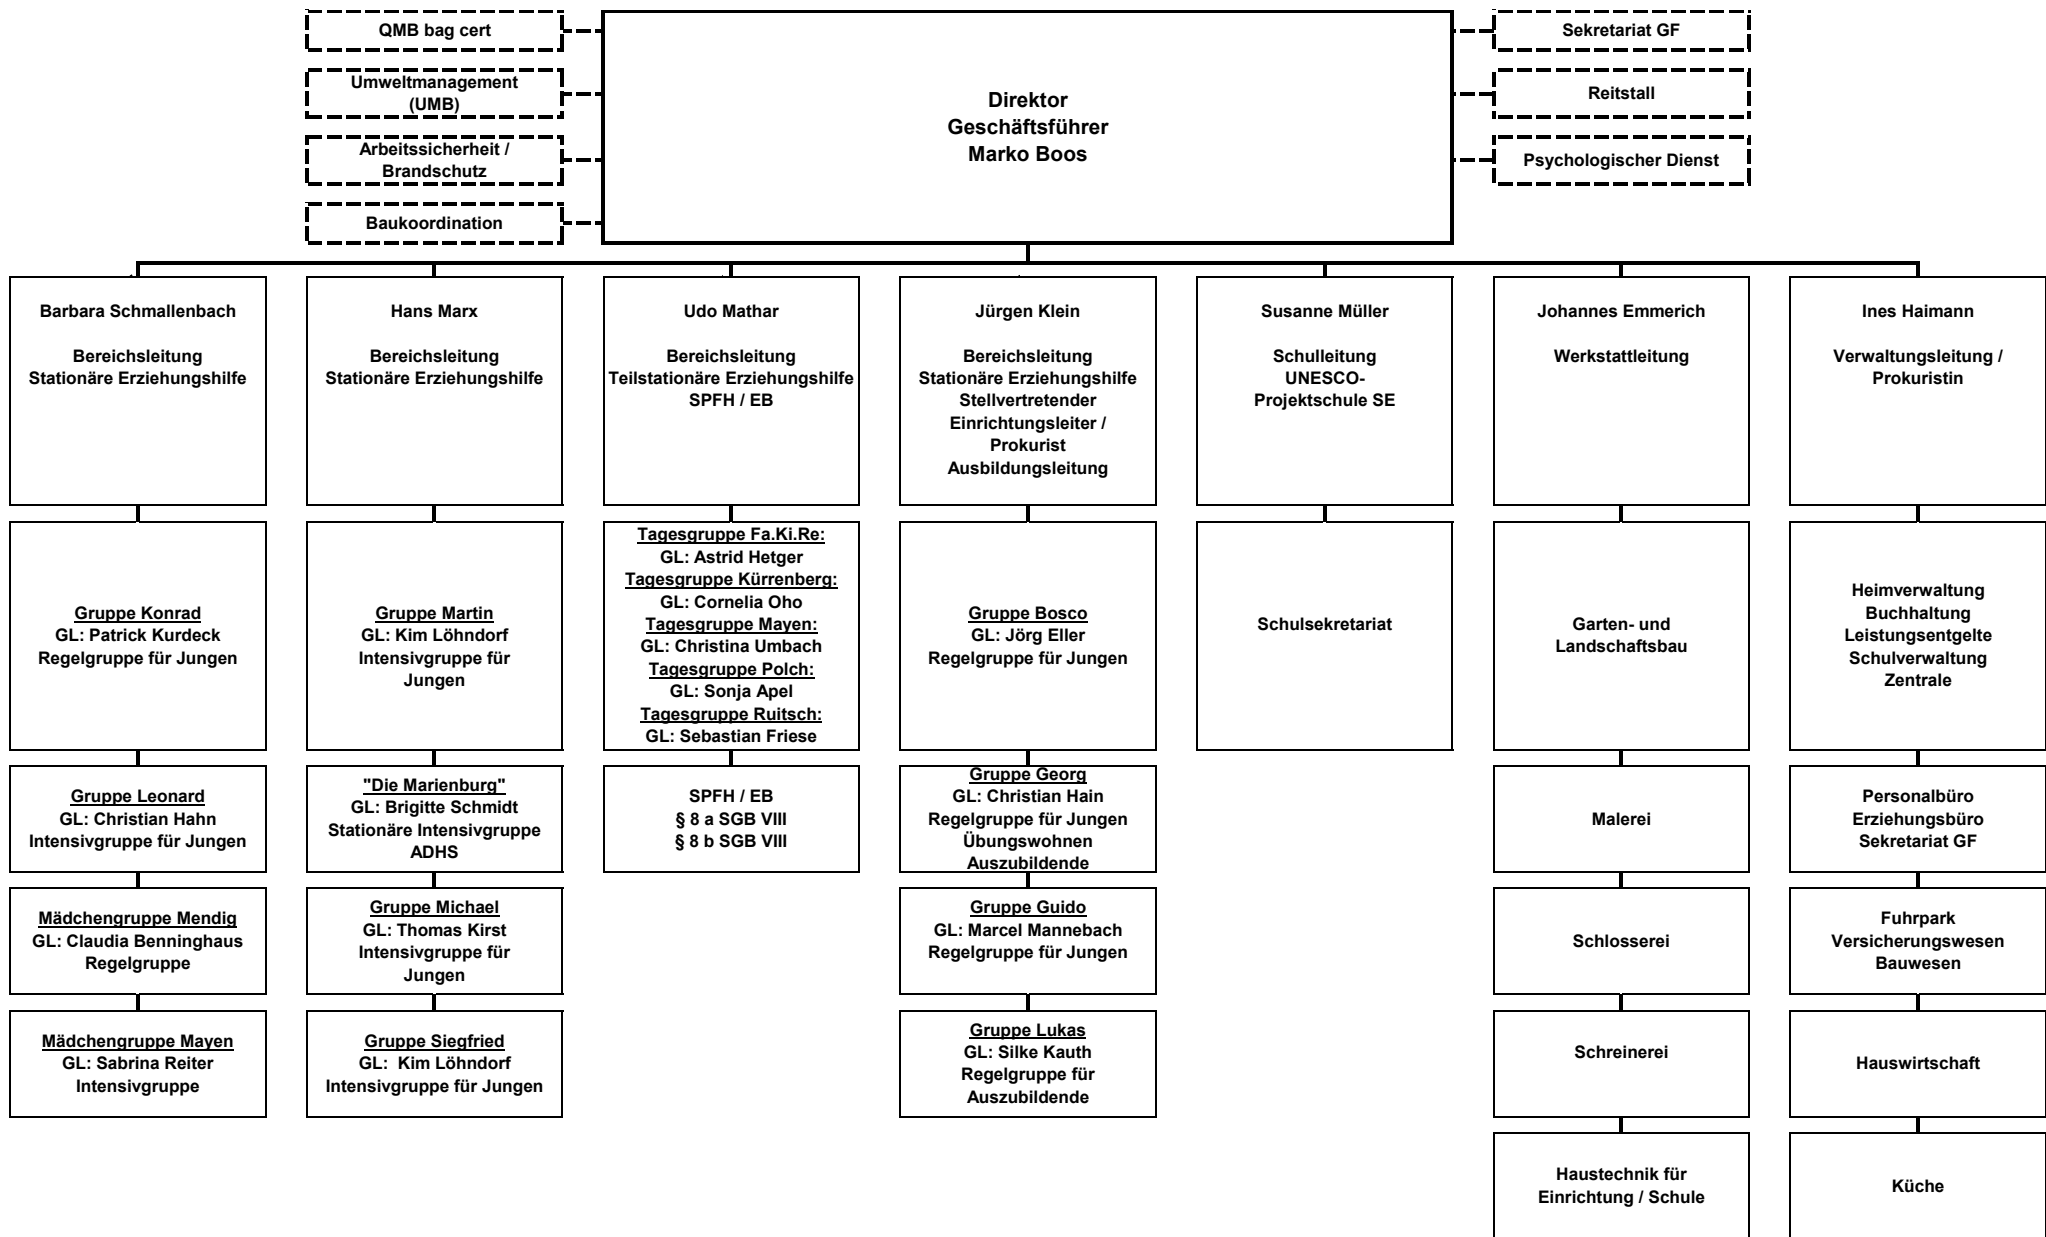 QMB bag cert
Umweltmanagement
(UMB)
Arbeitssicherheit /
Brandschutz
Baukoordination
Direktor
Geschäftsführer
Marko Boos
Sekretariat GF
Reitstall
Psychologischer Dienst
Barbara Schmallenbach
Bereichsleitung
Stationäre Erziehungshilfe
Gruppe Konrad
GL: Patrick Kurdeck
Regelgruppe für Jungen
Gruppe Leonard
GL: Christian Hahn
Intensivgruppe für Jungen
Mädchengruppe Mendig
GL: Claudia Benninghaus
Regelgruppe
Mädchengruppe Mayen
GL: Sabrina Reiter
Intensivgruppe
Hans Marx
Bereichsleitung
Stationäre Erziehungshilfe
Gruppe Martin
GL: Kim Löhndorf
Intensivgruppe für
Jungen
"Die Marienburg"
GL: Brigitte Schmidt
Stationäre Intensivgruppe
ADHS
Gruppe Michael
GL: Thomas Kirst
Intensivgruppe für
Jungen
Gruppe Siegfried
GL: Kim Löhndorf
Intensivgruppe für Jungen
Udo Mathar
Bereichsleitung
Teilstationäre Erziehungshilfe
SPFH / EB
Tagesgruppe Fa.Ki.Re:
GL: Astrid Hetger
Tagesgruppe Kürrenberg:
GL: Cornelia Oho
Tagesgruppe Mayen:
GL: Christina Umbach
Tagesgruppe Polch:
GL: Sonja Apel
Tagesgruppe Ruitsch:
GL: Sebastian Friese
SPFH / EB
§ 8 a SGB VIII
§ 8 b SGB VIII
Jürgen Klein
Bereichsleitung
Stationäre Erziehungshilfe
Stellvertretender
Einrichtungsleiter /
Prokurist
Ausbildungsleitung
Gruppe Bosco
GL: Jörg Eller
Regelgruppe für Jungen
Gruppe Georg
GL: Christian Hain
Regelgruppe für Jungen
Übungswohnen
Auszubildende
Gruppe Guido
GL: Marcel Mannebach
Regelgruppe für Jungen
Gruppe Lukas
GL: Silke Kauth
Regelgruppe für
Auszubildende
Susanne Müller
Schulleitung
UNESCO-
Projektschule SE
Schulsekretariat
Johannes Emmerich
Werkstattleitung
Garten- und
Landschaftsbau
Malerei
Schlosserei
Schreinerei
Haustechnik für
Einrichtung / Schule
Ines Haimann
Verwaltungsleitung /
Prokuristin
Heimverwaltung
Buchhaltung
Leistungsentgelte
Schulverwaltung
Zentrale
Personalbüro
Erziehungsbüro
Sekretariat GF
Fuhrpark
Versicherungswesen
Bauwesen
Hauswirtschaft
Küche